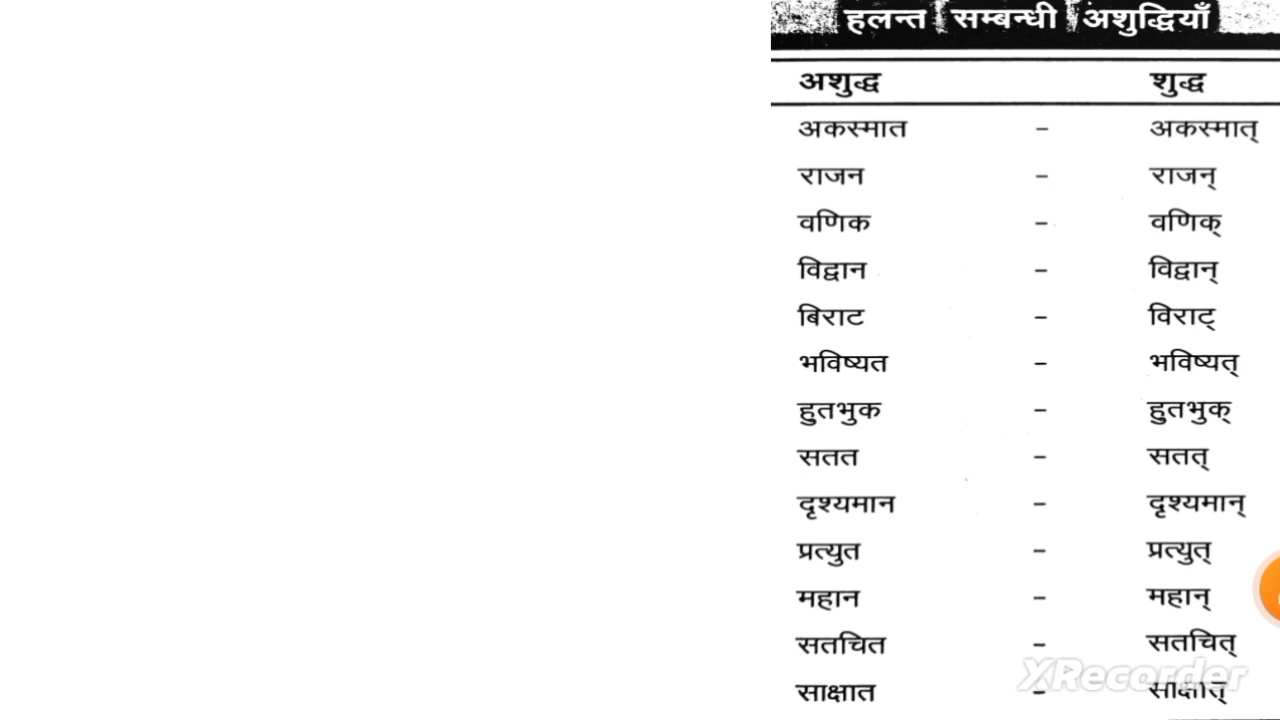 हलन्त सम्बन्धी अशुद्धियाँ
अशुद्ध शुद्ध
अकस्मात - अकस्मात्
राजन - राजन्
वणिक - वणिक्
विद्वान - विद्वान्
बिराट - विराट्
भविष्यत - भविष्यत्
हुतभुक - हुतभुक्
सतत - सतत्
दृश्यमान - दृश्यमान्
प्रत्युत - प्रत्युत्
महान - महान्
सतचित - सतचित्
साक्षात - साक्षात्
XRecorder